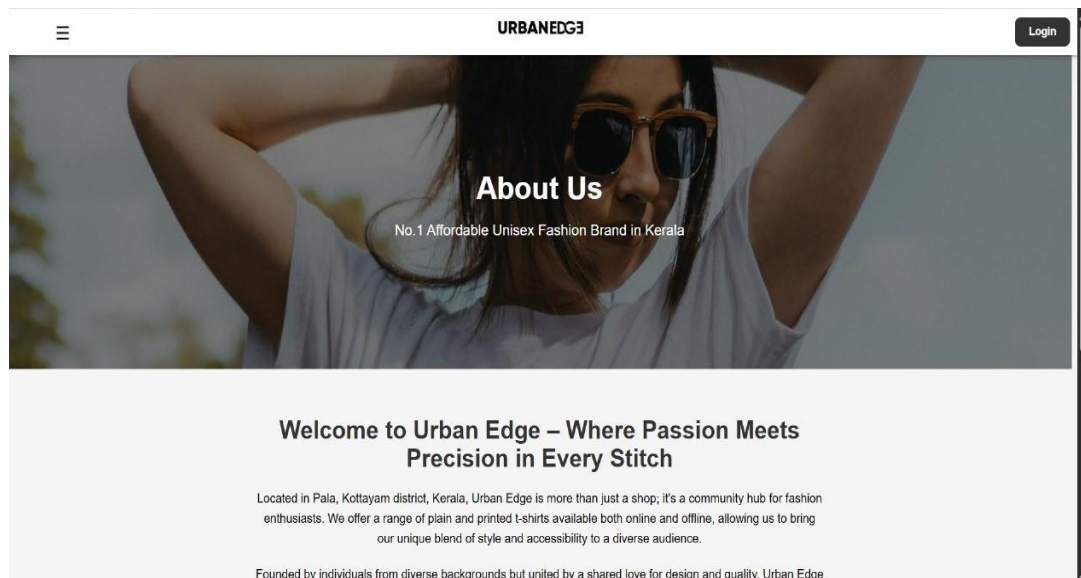 URBANEDGE
Login
About Us
No.1 Affordable Unisex Fashion Brand in Kerala
Welcome to Urban Edge – Where Passion Meets
Precision in Every Stitch
Located in Pala, Kottayam district, Kerala, Urban Edge is more than just a shop; it's a community hub for fashion
enthusiasts. We offer a range of plain and printed t-shirts available both online and offline, allowing us to bring
our unique blend of style and accessibility to a diverse audience.
Founded by individuals from diverse backgrounds but united by a shared love for design and quality, Urban Edge